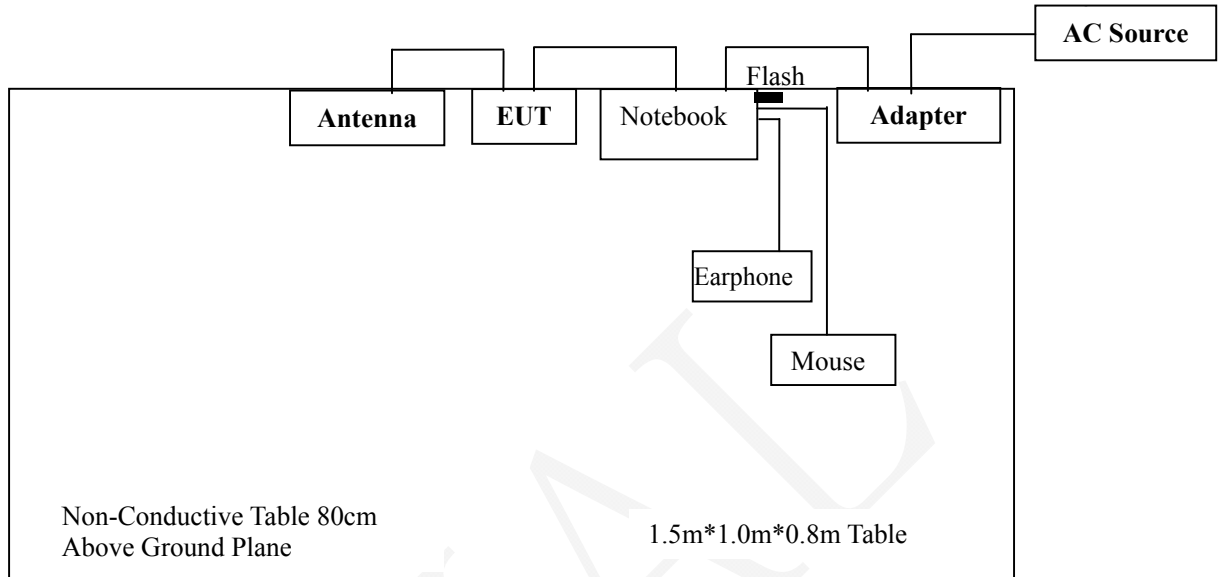 AC Source
Flash
Antenna
EUT
Notebook
Adapter
Earphone
Mouse
Non-Conductive Table 80cm
Above Ground Plane
1.5m*1.0m*0.8m Table